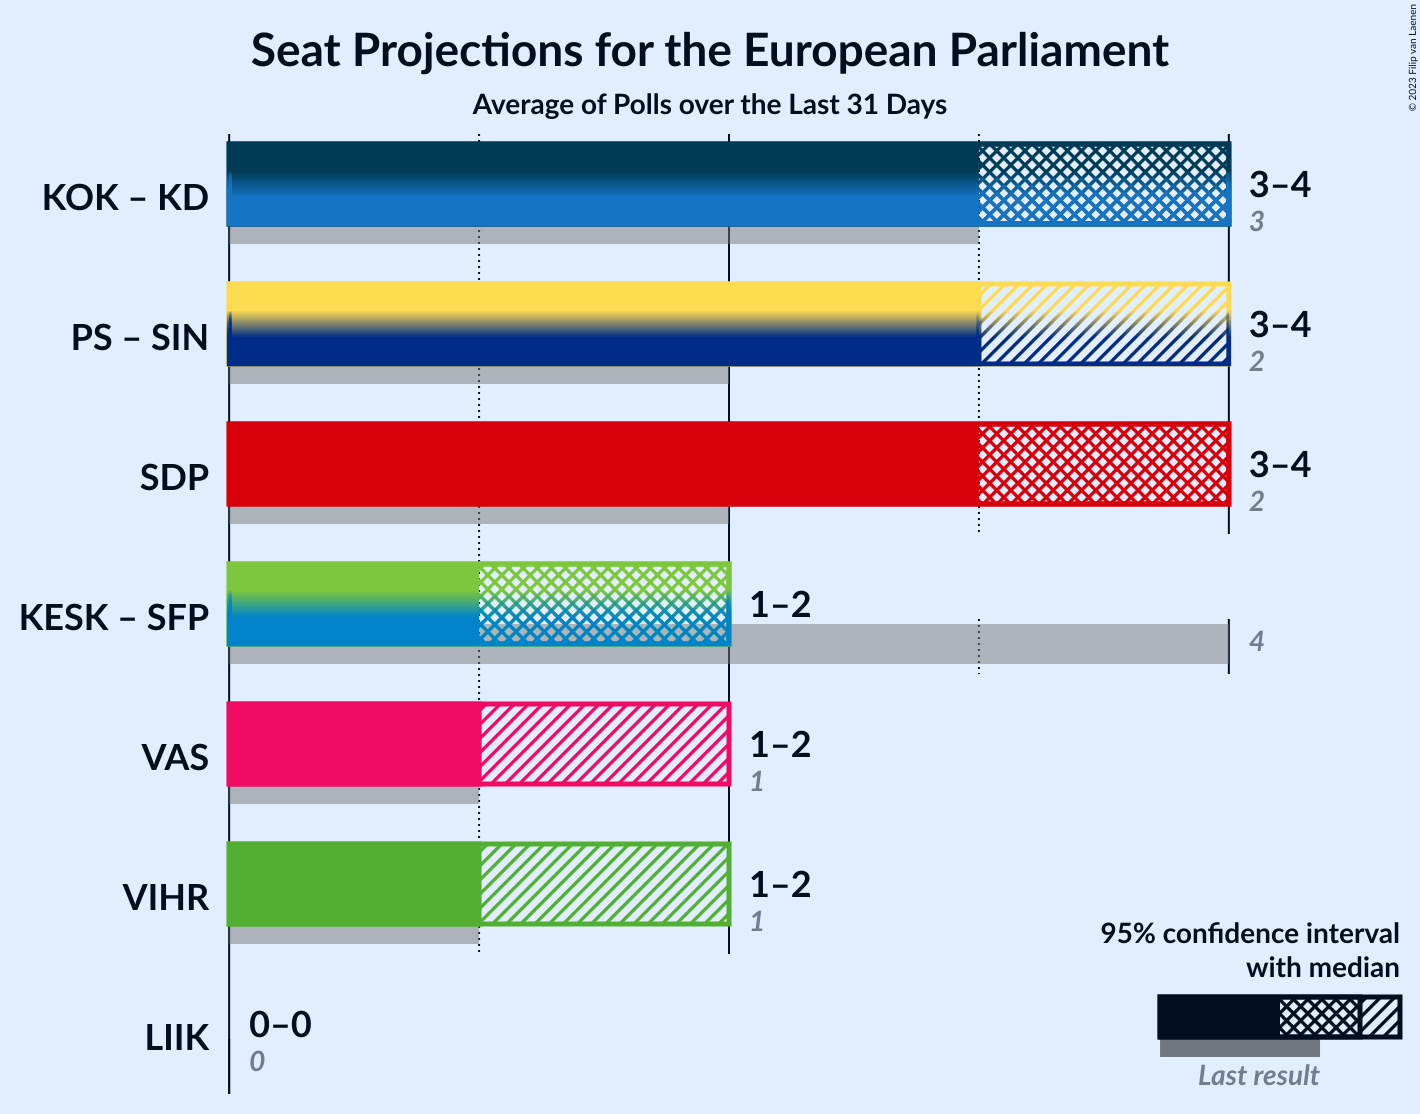 Seat Projections for the European Parliament
Average of Polls over the Last 31 Days
© 2023 Filip van Laenen
KOK – KD
3–4
3
PS – SIN
3–4
2
SDP
3–4
2
KESK – SFP
1–2
4
VAS
1–2
1
VIHR
1–2
1
LIIK
0–0
0
95% confidence interval
with median
Last result